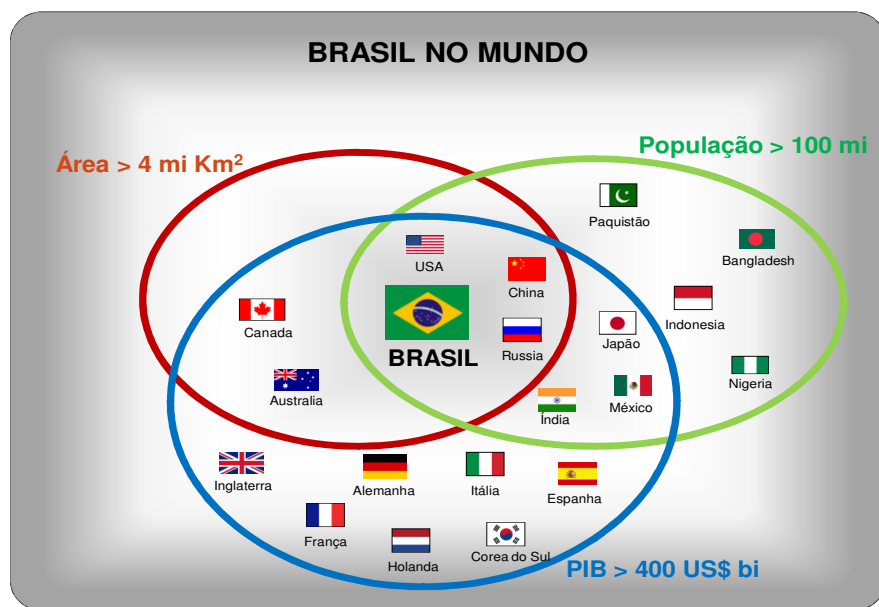 BRASIL NO MUNDO
Área > 4 mi Km²
População > 100 mi
Paquistão
Bangladesh
USA
China
Indonesia
Canada
BRASIL
Russia
Japão
Nigeria
Australia
Índia
México
Inglaterra
Alemanha
Itália
Espanha
França
Holanda
Corea do Sul
PIB > 400 US$ bi